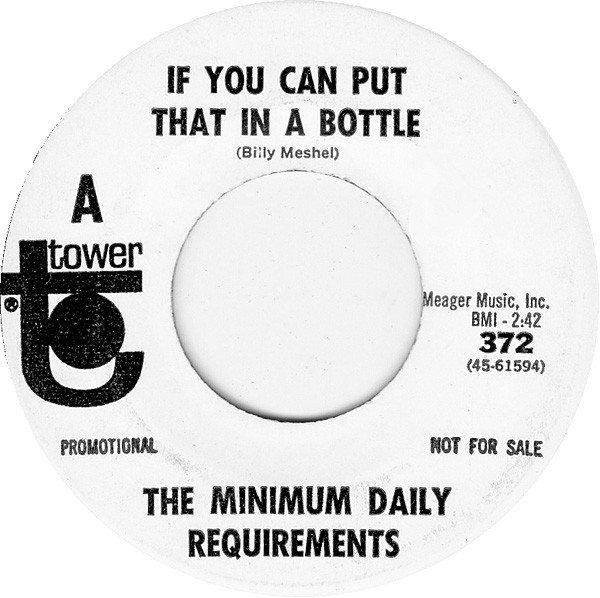 IF YOU CAN PUT
THAT IN A BOTTLE
(Billy Meshel)
A
tower
®
Meager Music, Inc.
BMI - 2:42
372
(45-61594)
PROMOTIONAL
NOT FOR SALE
THE MINIMUM DAILY
REQUIREMENTS